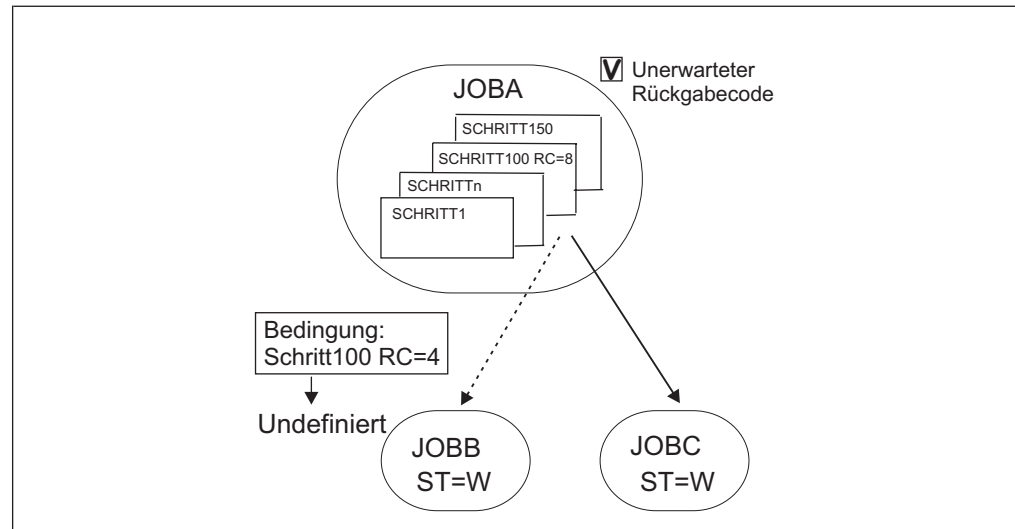 JOBA
V Unerwarteter
Rückgabecode
SCHRITT150
SCHRITT100 RC=8
SCHRITTn
SCHRITT1
Bedingung:
Schritt100 RC=4
Undefiniert
JOBB
ST=W
JOBC
ST=W